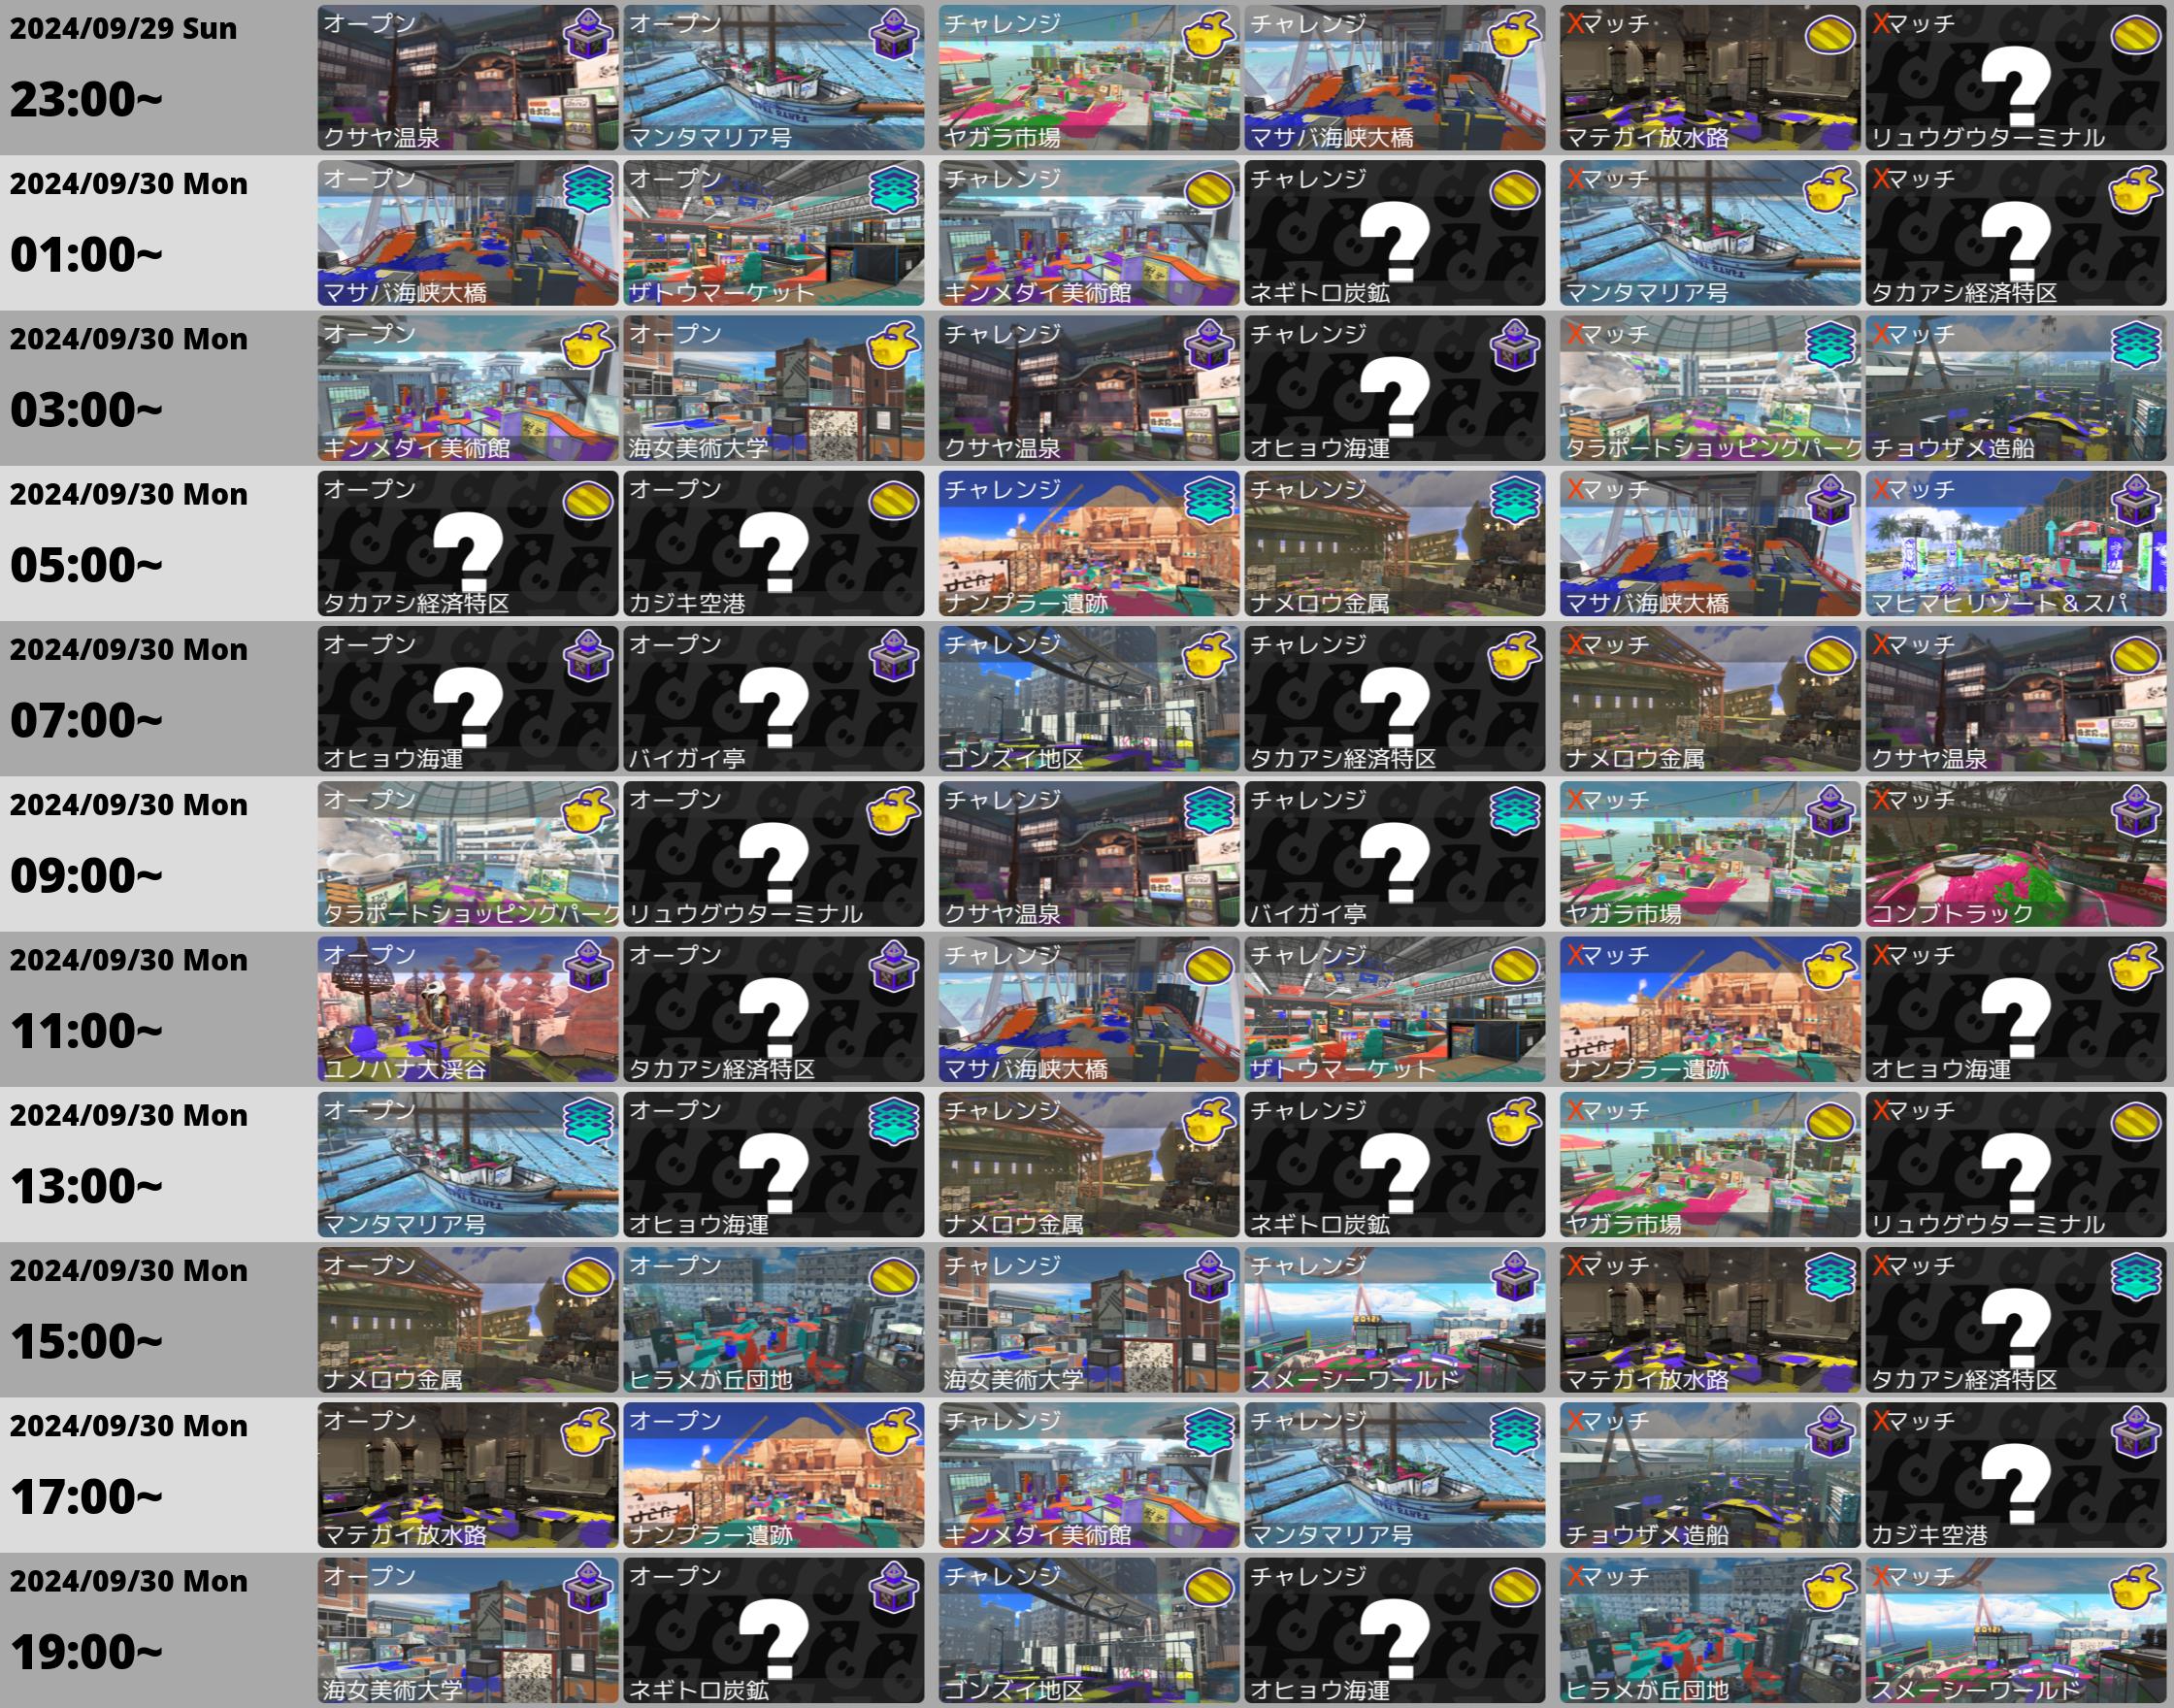 2024/09/29 Sun
23:00~
オープン
クサヤ温泉
オープン
マンタマリア号
チャレンジ
ヤガラ市場
チャレンジ
マサバ海峡大橋
Xマッチ
マテガイ放水路
Xマッチ
リュウグウターミナル
2024/09/30 Mon
01:00~
オープン
マサバ海峡大橋
オープン
ザトウマーケット
チャレンジ
キンメダイ美術館
チャレンジ
ネギトロ炭鉱
Xマッチ
マンタマリア号
Xマッチ
タカアシ経済特区
2024/09/30 Mon
03:00~
オープン
キンメダイ美術館
オープン
海女美術大学
チャレンジ
クサヤ温泉
チャレンジ
オヒョウ海運
Xマッチ
タラポートショッピングパーク
Xマッチ
チョウザメ造船
2024/09/30 Mon
05:00~
オープン
タカアシ経済特区
オープン
カジキ空港
チャレンジ
ナンプラー遺跡
チャレンジ
ナメロウ金属
Xマッチ
マサバ海峡大橋
Xマッチ
マヒマヒリゾート＆スパ
2024/09/30 Mon
07:00~
オープン
オヒョウ海運
オープン
バイガイ亭
チャレンジ
ゴンズイ地区
チャレンジ
タカアシ経済特区
Xマッチ
ナメロウ金属
Xマッチ
クサヤ温泉
2024/09/30 Mon
09:00~
オープン
タラポートショッピングパーク
オープン
リュウグウターミナル
チャレンジ
クサヤ温泉
チャレンジ
バイガイ亭
Xマッチ
ヤガラ市場
Xマッチ
コンブトラック
2024/09/30 Mon
11:00~
オープン
ユノハナ大渓谷
オープン
タカアシ経済特区
チャレンジ
マサバ海峡大橋
チャレンジ
ザトウマーケット
Xマッチ
ナンプラー遺跡
Xマッチ
オヒョウ海運
2024/09/30 Mon
13:00~
オープン
マンタマリア号
オープン
オヒョウ海運
チャレンジ
ナメロウ金属
チャレンジ
ネギトロ炭鉱
Xマッチ
ヤガラ市場
Xマッチ
リュウグウターミナル
2024/09/30 Mon
15:00~
オープン
ナメロウ金属
オープン
ヒラメが丘団地
チャレンジ
海女美術大学
チャレンジ
スメーシーワールド
Xマッチ
マテガイ放水路
Xマッチ
タカアシ経済特区
2024/09/30 Mon
17:00~
オープン
マテガイ放水路
オープン
ナンプラー遺跡
チャレンジ
キンメダイ美術館
チャレンジ
マンタマリア号
Xマッチ
チョウザメ造船
Xマッチ
カジキ空港
2024/09/30 Mon
19:00~
オープン
海女美術大学
オープン
ネギトロ炭鉱
チャレンジ
ゴンズイ地区
チャレンジ
オヒョウ海運
Xマッチ
ヒラメが丘団地
Xマッチ
スメーシーワールド